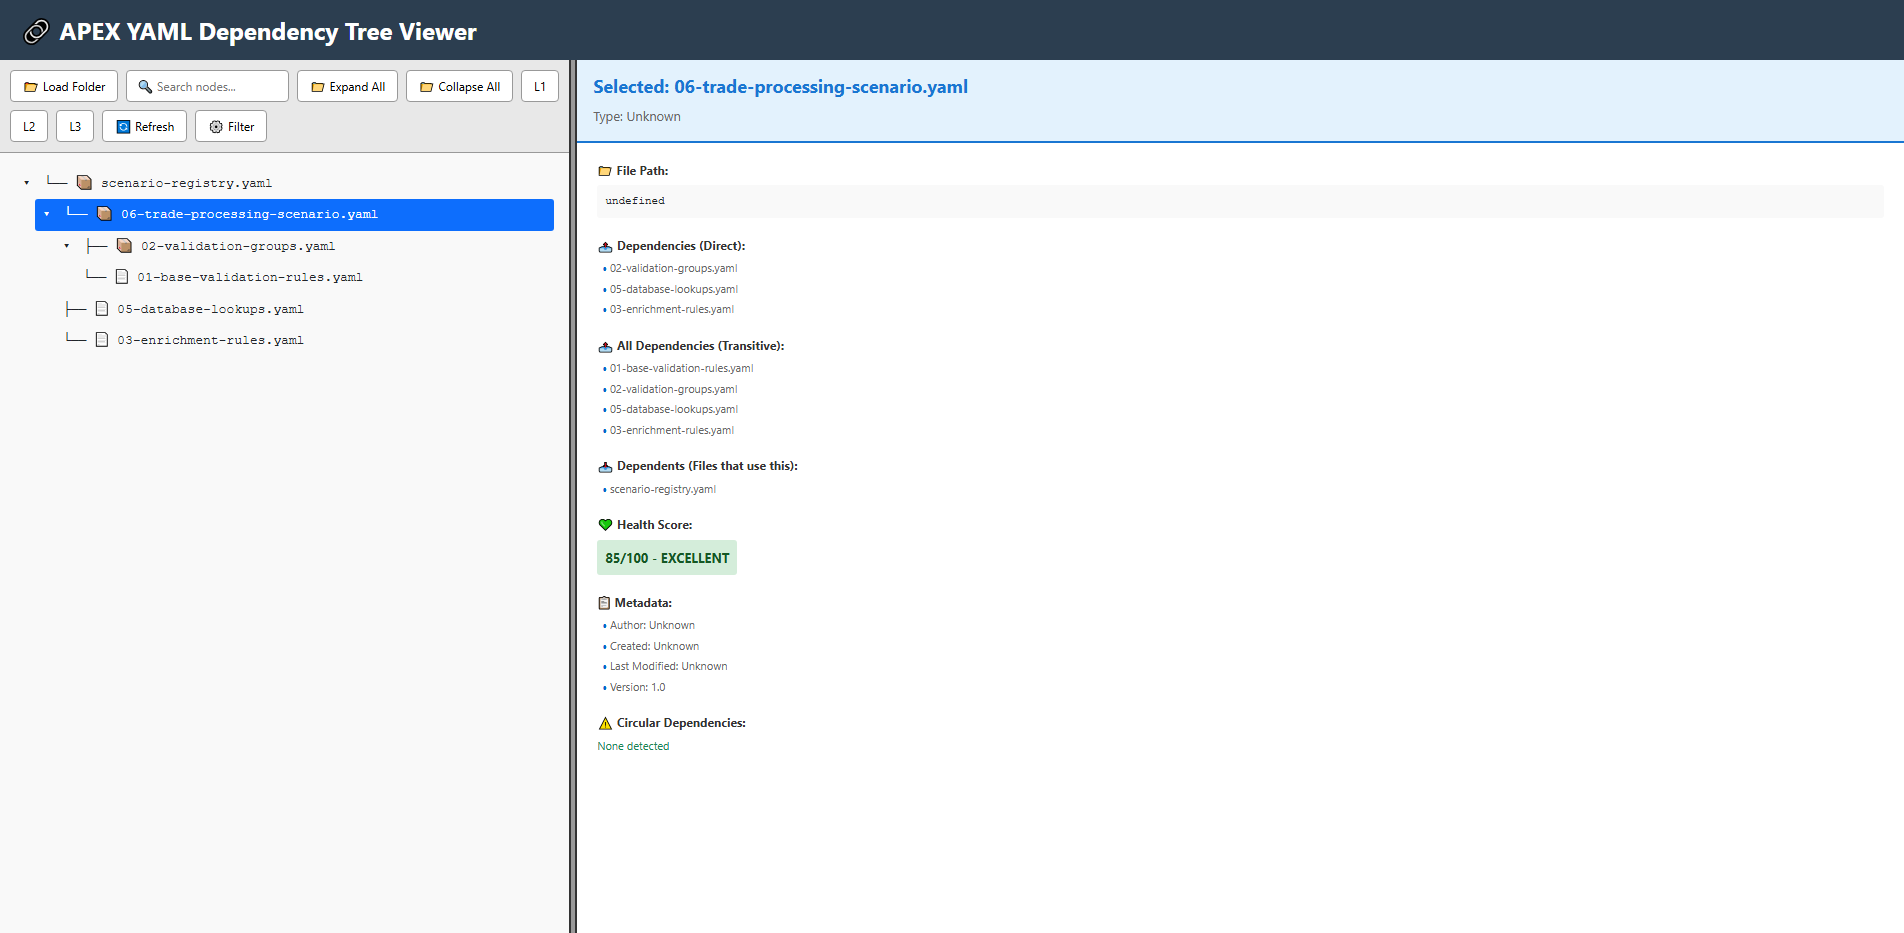 APEX YAML Dependency Tree Viewer
Load Folder
Search nodes...
Expand All
Collapse All
L1
L2
L3
Refresh
Filter
scenario-registry.yaml
06-trade-processing-scenario.yaml
02-validation-groups.yaml
01-base-validation-rules.yaml
05-database-lookups.yaml
03-enrichment-rules.yaml
Selected: 06-trade-processing-scenario.yaml
Type: Unknown
File Path:
undefined
Dependencies (Direct):
• 02-validation-groups.yaml
• 05-database-lookups.yaml
• 03-enrichment-rules.yaml
All Dependencies (Transitive):
• 01-base-validation-rules.yaml
• 02-validation-groups.yaml
• 05-database-lookups.yaml
• 03-enrichment-rules.yaml
Dependents (Files that use this):
• scenario-registry.yaml
Health Score:
85/100 - EXCELLENT
Metadata:
• Author: Unknown
• Created: Unknown
• Last Modified: Unknown
• Version: 1.0
Circular Dependencies:
None detected